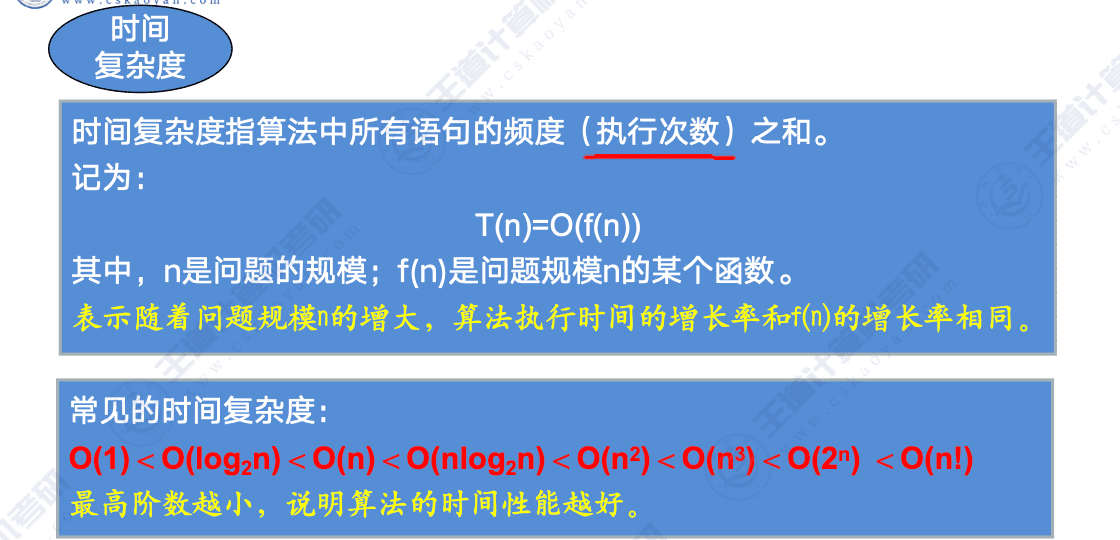 www.cskaoyan.com
时间
复杂度
时间复杂度指算法中所有语句的频度（执行次数）之和。
记为：
T(n)=O(f(n))
其中，n是问题的规模；f(n)是问题规模n的某个函数。
表示随着问题规模n的增大，算法执行时间的增长率和f(n)的增长率相同。
常见的时间复杂度：
O(1)＜O(log₂n)＜O(n)＜O(nlog₂n)＜O(n²)＜O(n³)＜O(2ⁿ) ＜O(n!)
最高阶数越小，说明算法的时间性能越好。